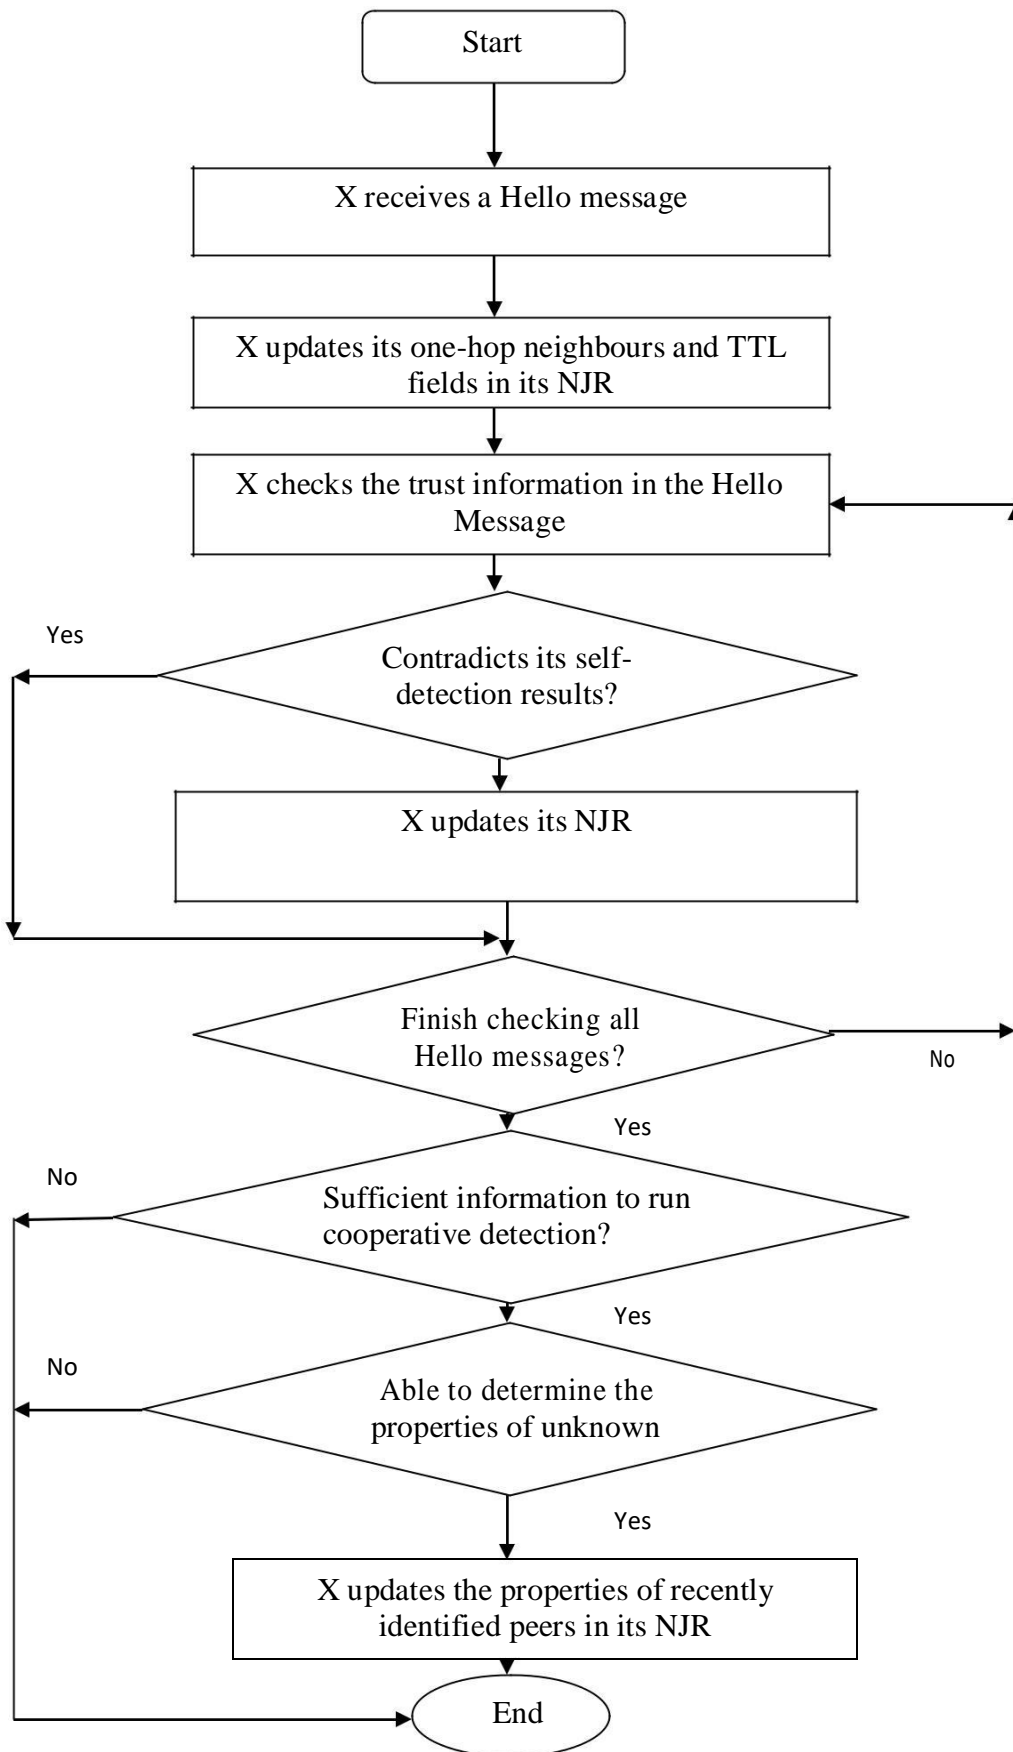 Start
X receives a Hello message
X updates its one-hop neighbours and TTL
fields in its NJR
X checks the trust information in the Hello
Message
Yes
Contradicts its self-
detection results?
X updates its NJR
Finish checking all
Hello messages?
No
Yes
No
Sufficient information to run
cooperative detection?
Yes
No
Able to determine the
properties of unknown
Yes
X updates the properties of recently
identified peers in its NJR
End